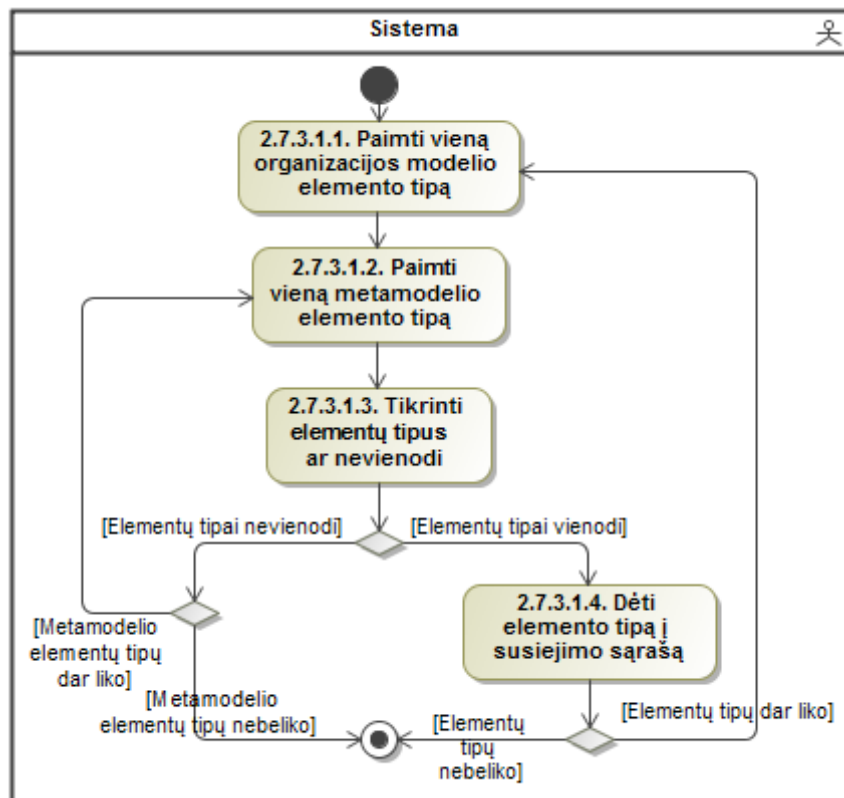 Sistema
2.7.3.1.1. Paimti vieną
organizacijos modelio
elemento tipą
2.7.3.1.2. Paimti
vieną metamodelio
elemento tipą
2.7.3.1.3. Tikrinti
elementų tipus
ar nevienodi
[Elementų tipai nevienodi]
[Elementų tipai vienodi]
2.7.3.1.4. Dėti
elemento tipą į
susiejimo sąrašą
[Metamodelio
elementų tipų
dar liko]
[Metamodelio
elementų tipų nebeliko]
[Elementų
tipų
nebeliko]
[Elementų tipų dar liko]